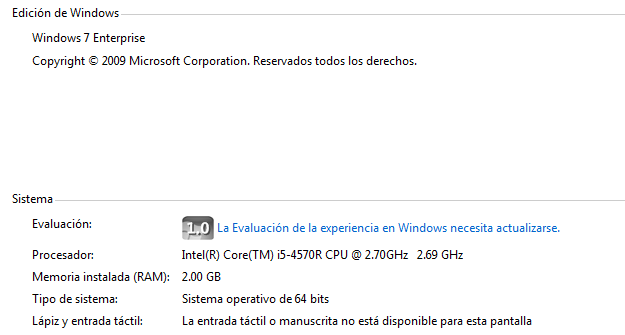 Edición de Windows
Windows 7 Enterprise
Copyright © 2009 Microsoft Corporation. Reservados todos los derechos.
Sistema
Evaluación: 1.0 La Evaluación de la experiencia en Windows necesita actualizarse.
Procesador: Intel(R) Core(TM) i5-4570R CPU @ 2.70GHz 2.69 GHz
Memoria instalada (RAM): 2.00 GB
Tipo de sistema: Sistema operativo de 64 bits
Lápiz y entrada táctil: La entrada táctil o manuscrita no está disponible para esta pantalla